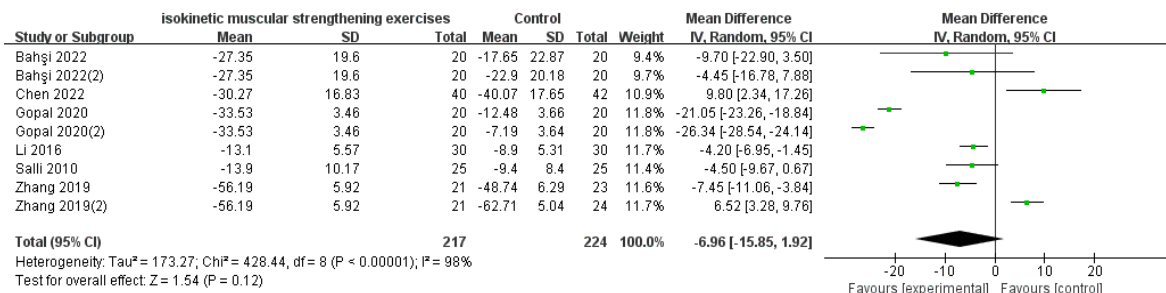 isokinetic muscular strengthening exercises Control Mean Difference Mean Difference
Study or Subgroup Mean SD Total Mean SD Total Weight IV, Random, 95% CI IV, Random, 95% CI
Bahşi 2022 -27.35 19.6 20 -17.65 22.87 20 9.4% -9.70 [-22.90, 3.50]
Bahşi 2022(2) -27.35 19.6 20 -22.9 20.18 20 9.7% -4.45 [-16.78, 7.88]
Chen 2022 -30.27 16.83 40 -40.07 17.65 42 10.9% 9.80 [2.34, 17.26]
Gopal 2020 -33.53 3.46 20 -12.48 3.66 20 11.8% -21.05 [-23.26, -18.84]
Gopal 2020(2) -33.53 3.46 20 -7.19 3.64 20 11.8% -26.34 [-28.54, -24.14]
Li 2016 -13.1 5.57 30 -8.9 5.31 30 11.7% -4.20 [-6.95, -1.45]
Salli 2010 -13.9 10.17 25 -9.4 8.4 25 11.4% -4.50 [-9.67, 0.67]
Zhang 2019 -56.19 5.92 21 -48.74 6.29 23 11.6% -7.45 [-11.06, -3.84]
Zhang 2019(2) -56.19 5.92 21 -62.71 5.04 24 11.7% 6.52 [3.28, 9.76]
Total (95% CI) 217 224 100.0% -6.96 [-15.85, 1.92]
Heterogeneity: Tau² = 173.27; Chi² = 428.44, df = 8 (P < 0.00001); I² = 98%
Test for overall effect: Z = 1.54 (P = 0.12)
-20 -10 0 10 20
Favours [experimental] Favours [control]